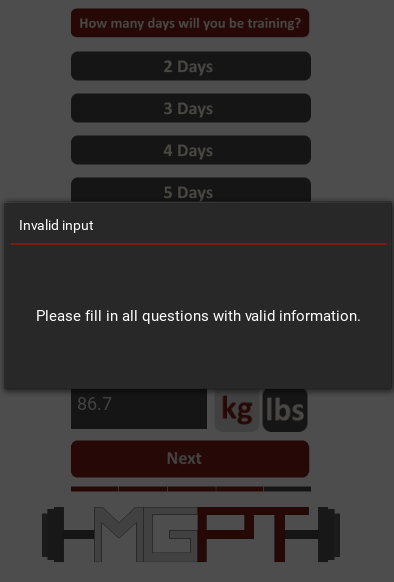 How many days will you be training?
2 Days
3 Days
4 Days
5 Days
Invalid input
Please fill in all questions with valid information.
86.7
kg
lbs
Next
MGPT